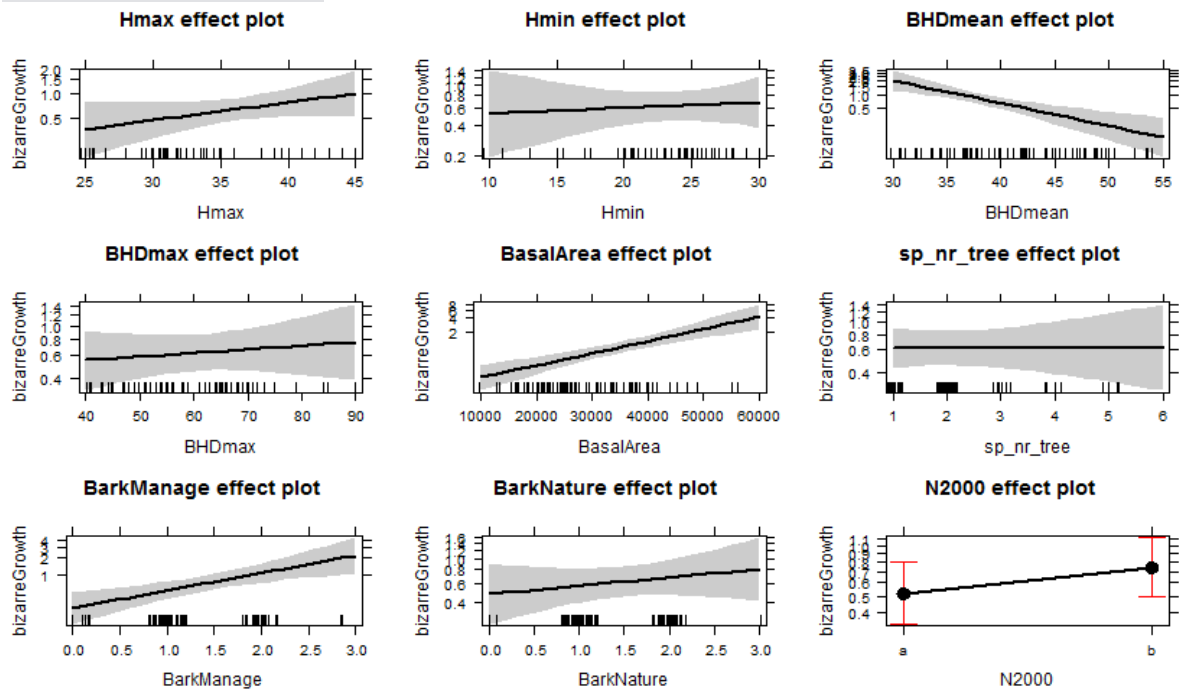 Hmax effect plot
bizarreGrowth
2.0
1.5
1.0
0.5
25 30 35 40 45
Hmax
Hmin effect plot
bizarreGrowth
1.4
1.2
1.0
0.8
0.6
0.4
0.2
10 15 20 25 30
Hmin
BHDmean effect plot
bizarreGrowth
1.0
0.5
30 35 40 45 50 55
BHDmean
BHDmax effect plot
bizarreGrowth
1.4
1.2
1.0
0.8
0.6
0.4
40 50 60 70 80 90
BHDmax
BasalArea effect plot
bizarreGrowth
8
6
4
2
10000 20000 30000 40000 50000 60000
BasalArea
sp_nr_tree effect plot
bizarreGrowth
1.4
1.2
1.0
0.8
0.6
0.4
1 2 3 4 5 6
sp_nr_tree
BarkManage effect plot
bizarreGrowth
4
3
2
1
0.0 0.5 1.0 1.5 2.0 2.5 3.0
BarkManage
BarkNature effect plot
bizarreGrowth
1.6
1.4
1.2
1.0
0.8
0.6
0.4
0.0 0.5 1.0 1.5 2.0 2.5 3.0
BarkNature
N2000 effect plot
bizarreGrowth
1.1
1.0
0.9
0.8
0.7
0.6
0.5
0.4
a b
N2000